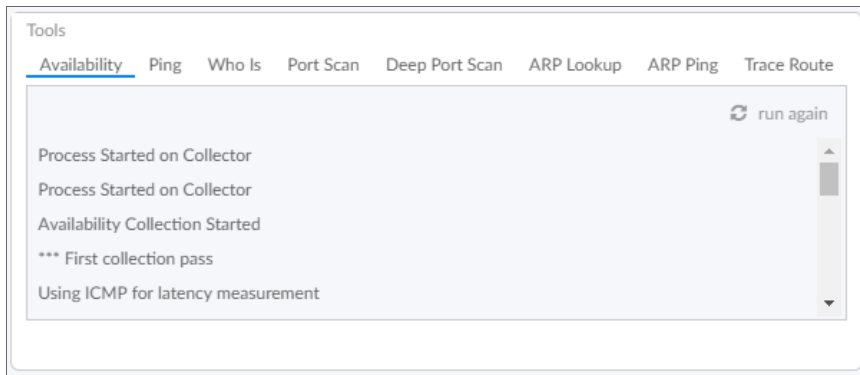 Tools
Availability Ping Who Is Port Scan Deep Port Scan ARP Lookup ARP Ping Trace Route
run again
Process Started on Collector
Process Started on Collector
Availability Collection Started
*** First collection pass
Using ICMP for latency measurement